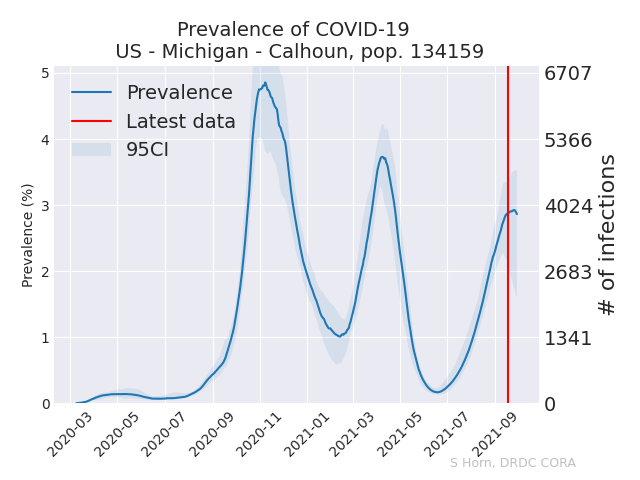 Prevalence of COVID-19
US - Michigan - Calhoun, pop. 134159
Prevalence
Latest data
95CI
Prevalence (%)
5
4
3
2
1
0
6707
5366
4024
2683
1341
0
# of infections
2020-03
2020-05
2020-07
2020-09
2020-11
2021-01
2021-03
2021-05
2021-07
2021-09
S Horn, DRDC CORA